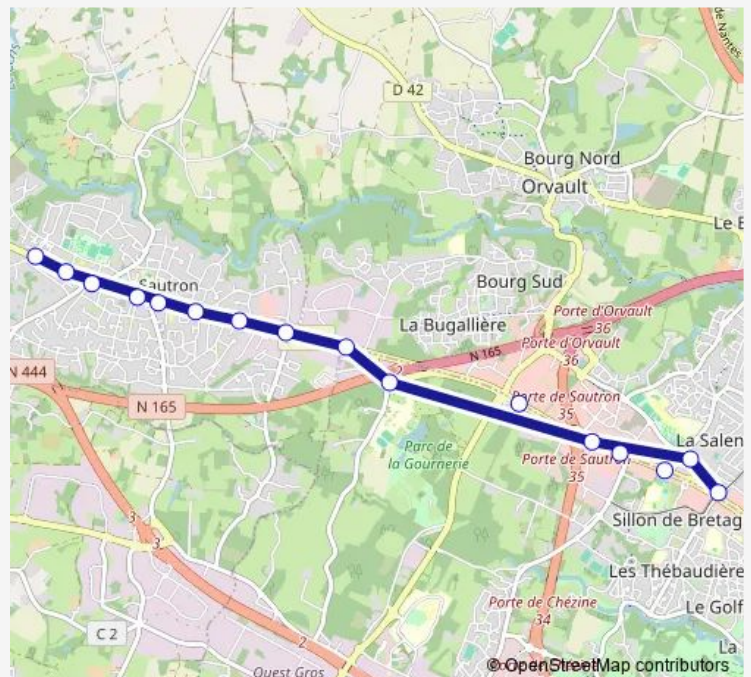 de Nantes
D 42
Bourg Nord
Orvault
Sautron
Bourg Sud
Porte d'Orvault
36
La Bugallière
Porte d'Orvault
36
N 165
N 444
2
N 165
Porte de Sautron
35
Parc de
la Gournerie
La Salen
Porte de Sautron
35
Sillon de Bretag
3
3
Les Thébaudière
Porte de Chézine
34
Le Golf
C 2
2
La
Ouest Gros
© OpenStreetMap contributors